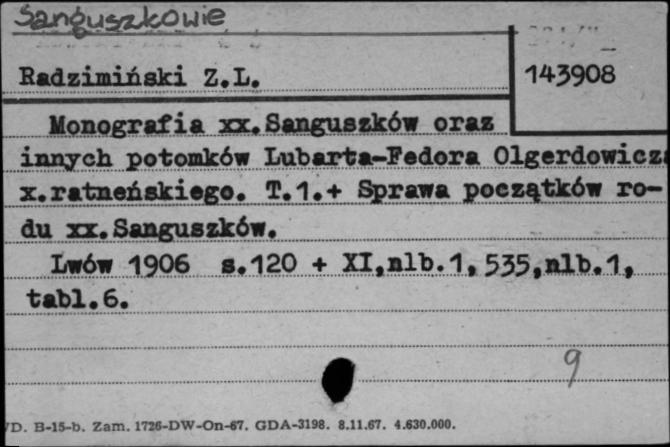 Sanguszkowie
Radzimiński Z.L.
143908
Monografia xx.Sanguszków oraz
innych potomków Lubarta-Fedora Olgerdowicza
x.ratneńskiego. T.1.+ Sprawa początków ro-
du xx.Sanguszków.
Lwów 1906 s.120 + XI,nlb.1, 535,nlb.1,
tabl.6.
9
D. B-15-b. Zam. 1726-DW-On-67. GDA-3198. 8.11.67. 4.630.000.